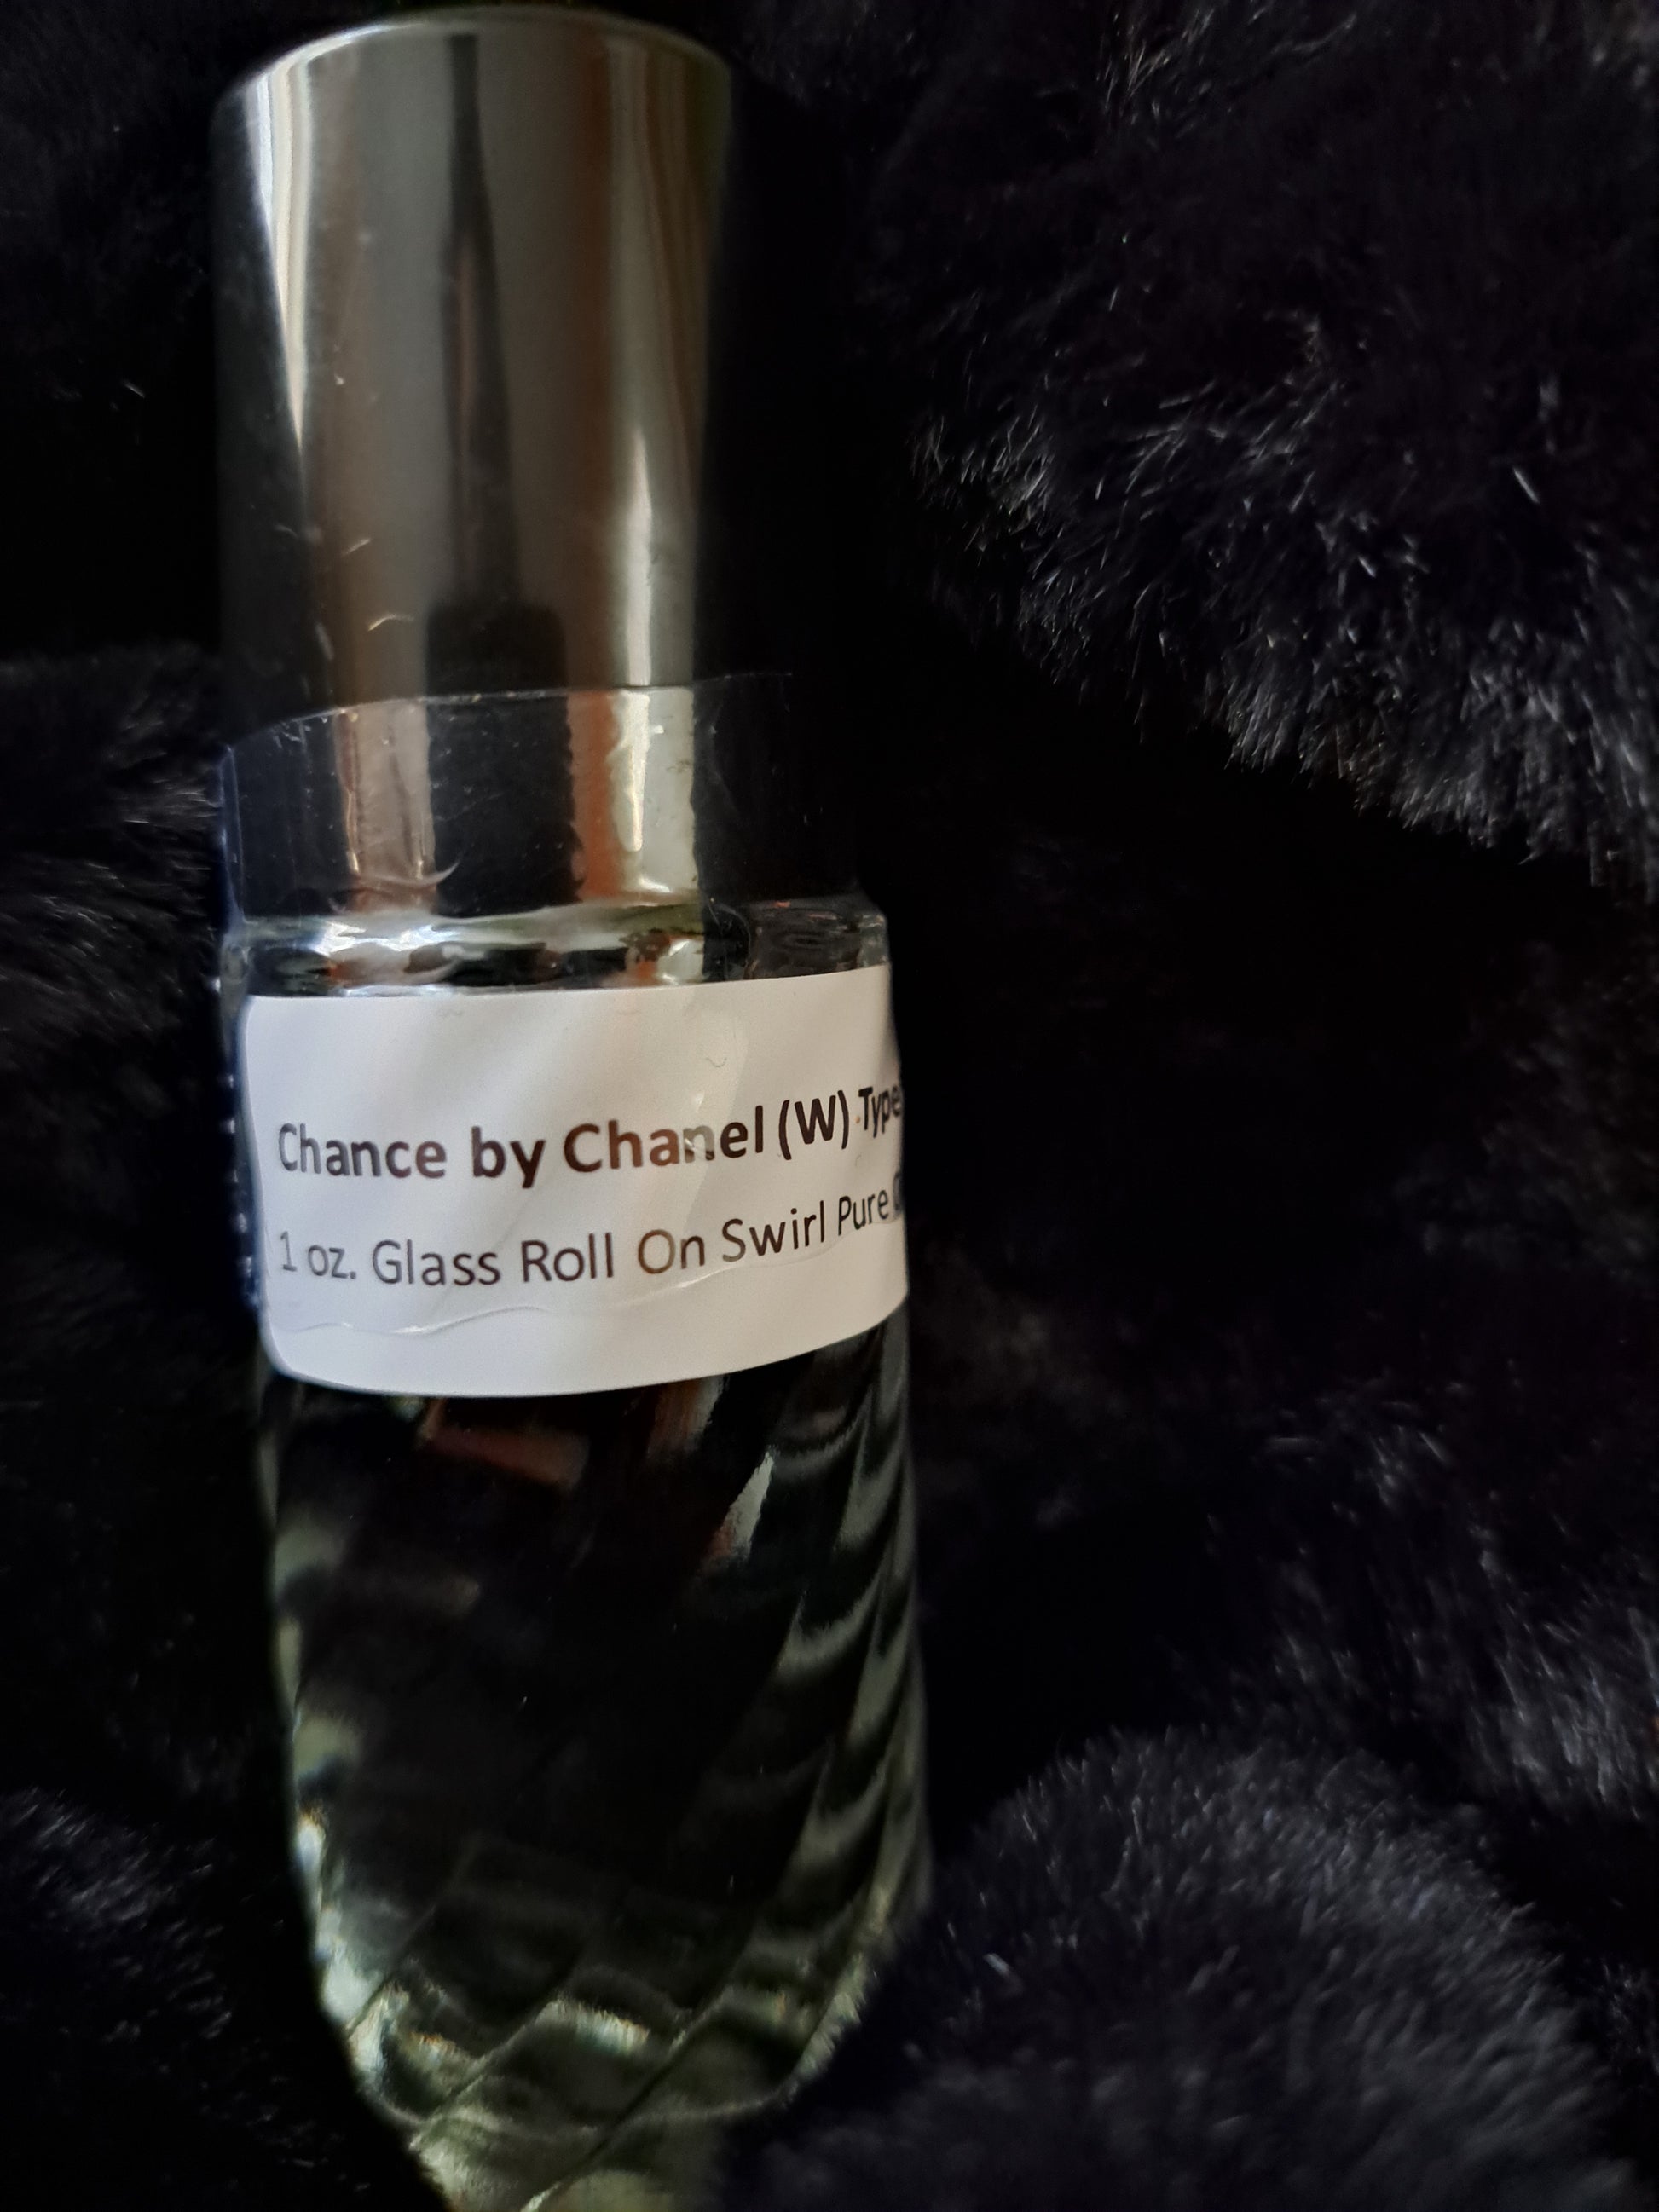 Chance by Chanel (W) Type
1 oz. Glass Roll On Swirl Pure